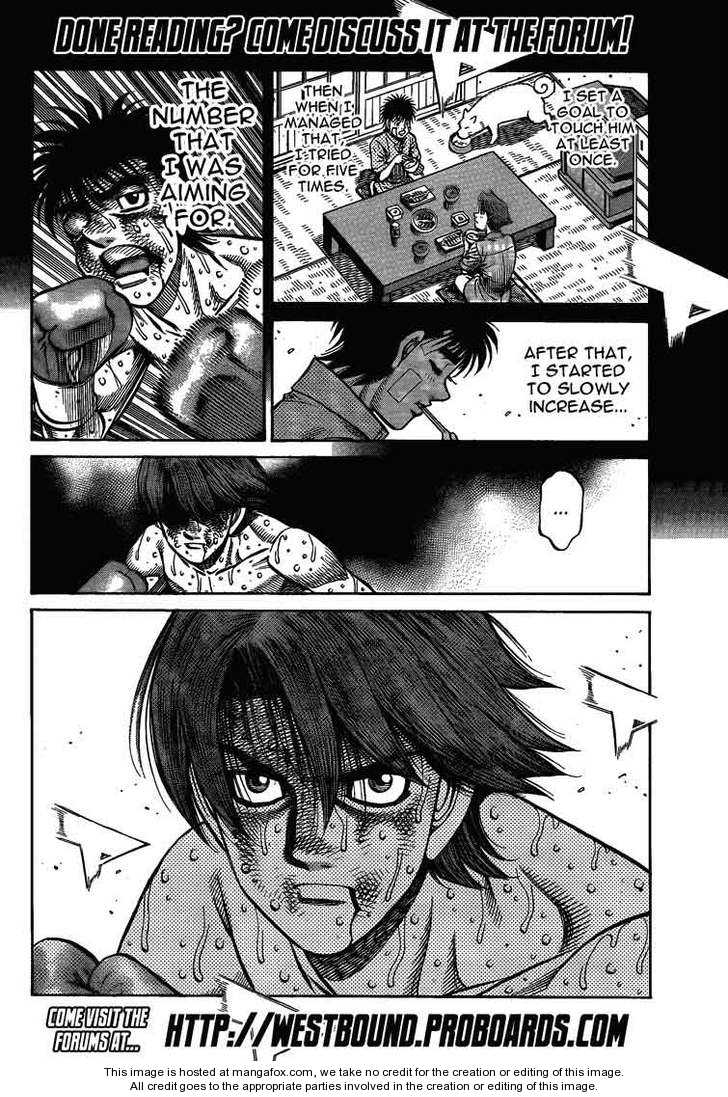 DONE READING? COME DISCUSS IT AT THE FORUM!
I SET A
GOAL TO
TOUCH HIM
AT LEAST
ONCE.
THEN
WHEN I
MANAGED
THAT,
I TRIED
FOR FIVE
TIMES.
THE
NUMBER
THAT
I WAS
AIMING
FOR.
AFTER THAT,
I STARTED
TO SLOWLY
INCREASE...
...
COME VISIT THE
FORUMS AT...
HTTP://WESTBOUND.PROBOARDS.COM
This image is hosted at mangafox.com, we take no credit for the creation or editing of this image.
All credit goes to the appropriate parties involved in the creation or editing of this image.